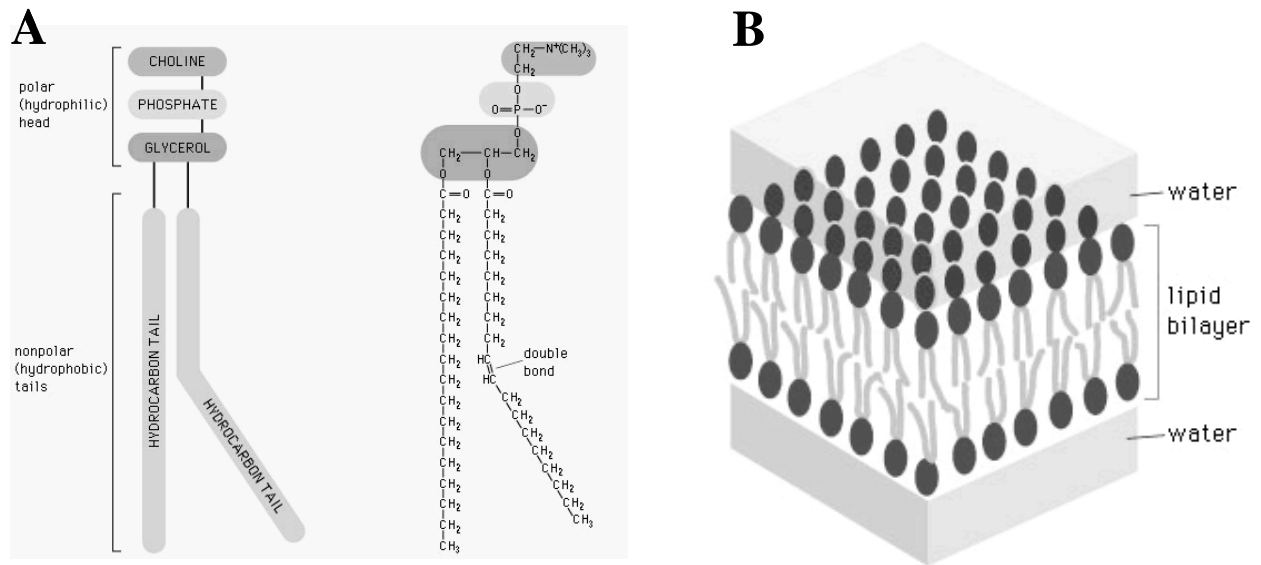 A
polar
(hydrophilic)
head
CHOLINE
PHOSPHATE
GLYCEROL
nonpolar
(hydrophobic)
tails
HYDROCARBON TAIL
HYDROCARBON TAIL
CH₂—N⁺(CH₃)₃
CH₂
O
O=P—O⁻
O
CH₂—CH—CH₂
O O
C=O C=O
CH₂ CH₂
CH₂ CH₂
CH₂ CH₂
CH₂ CH₂
CH₂ CH₂
CH₂ CH₂
CH₂ CH₂
CH₂ HC
CH₂ HC
CH₂ CH₂
CH₂ CH₂
CH₂ CH₂
CH₂ CH₂
CH₂ CH₂
CH₂ CH₂
CH₂ CH₂
CH₃ CH₃
double
bond
B
water
lipid
bilayer
water